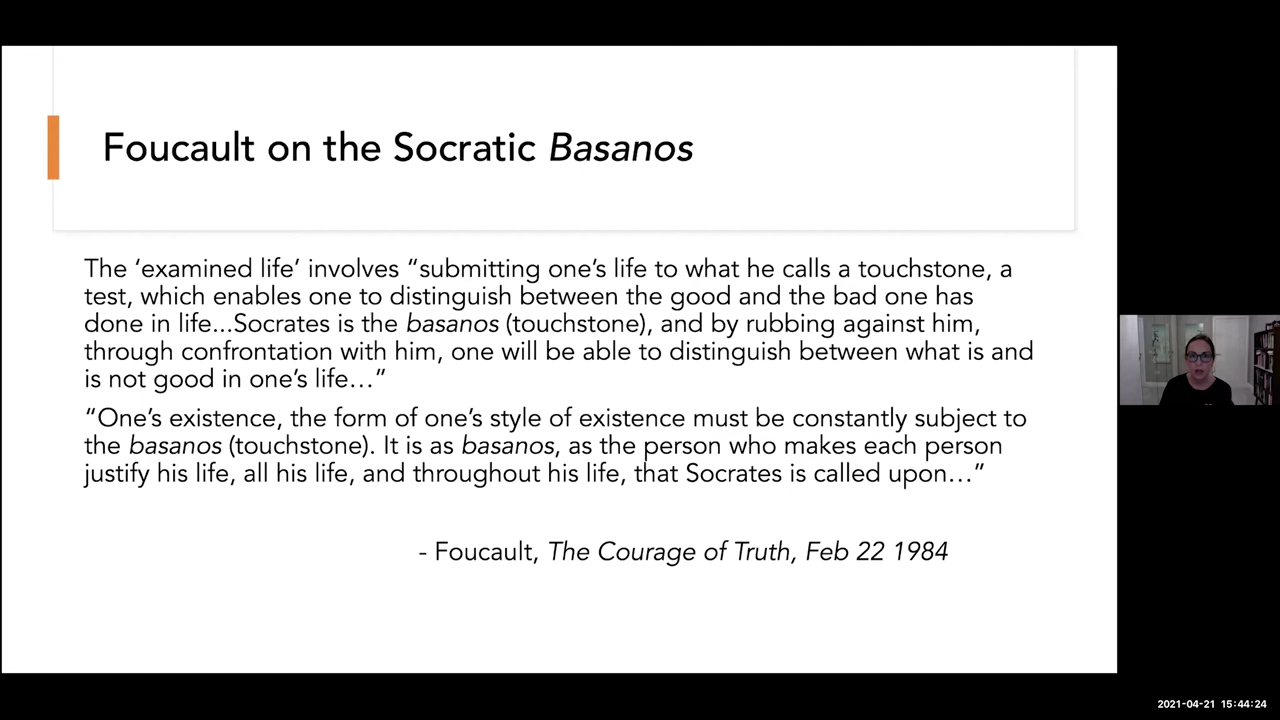 Foucault on the Socratic Basanos
The ‘examined life’ involves “submitting one’s life to what he calls a touchstone, a
test, which enables one to distinguish between the good and the bad one has
done in life...Socrates is the basanos (touchstone), and by rubbing against him,
through confrontation with him, one will be able to distinguish between what is and
is not good in one’s life…”
“One’s existence, the form of one’s style of existence must be constantly subject to
the basanos (touchstone). It is as basanos, as the person who makes each person
justify his life, all his life, and throughout his life, that Socrates is called upon…”
- Foucault, The Courage of Truth, Feb 22 1984
2021-04-21 15:44:24